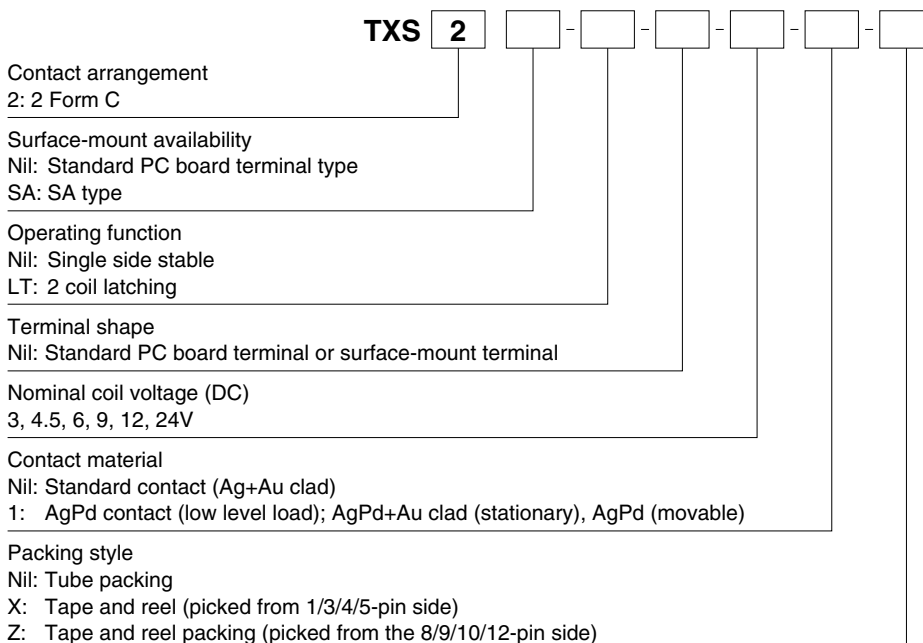 TXS 2 - - - - -
Contact arrangement
2: 2 Form C
Surface-mount availability
Nil: Standard PC board terminal type
SA: SA type
Operating function
Nil: Single side stable
LT: 2 coil latching
Terminal shape
Nil: Standard PC board terminal or surface-mount terminal
Nominal coil voltage (DC)
3, 4.5, 6, 9, 12, 24V
Contact material
Nil: Standard contact (Ag+Au clad)
1: AgPd contact (low level load); AgPd+Au clad (stationary), AgPd (movable)
Packing style
Nil: Tube packing
X: Tape and reel (picked from 1/3/4/5-pin side)
Z: Tape and reel packing (picked from the 8/9/10/12-pin side)